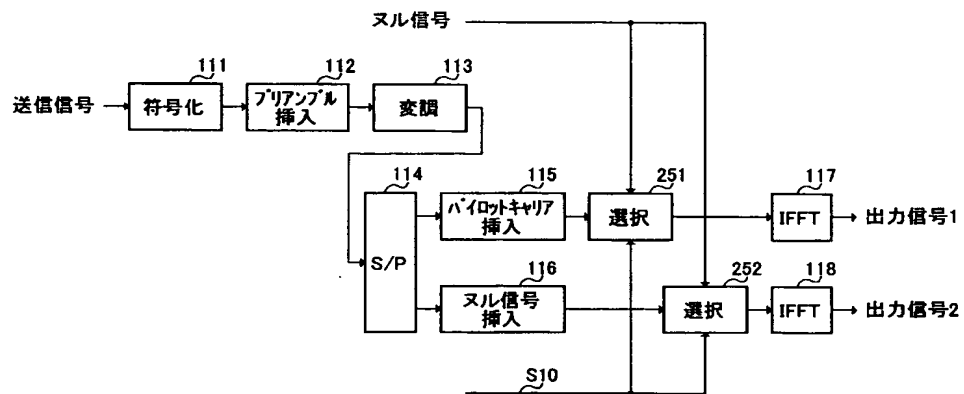 ヌル信号
111
112
113
送信信号
符号化
プリアンブル
挿入
変調
114
115
251
117
S/P
パイロットキャリア
挿入
選択
IFFT
出力信号1
116
252
118
ヌル信号
挿入
選択
IFFT
出力信号2
S10